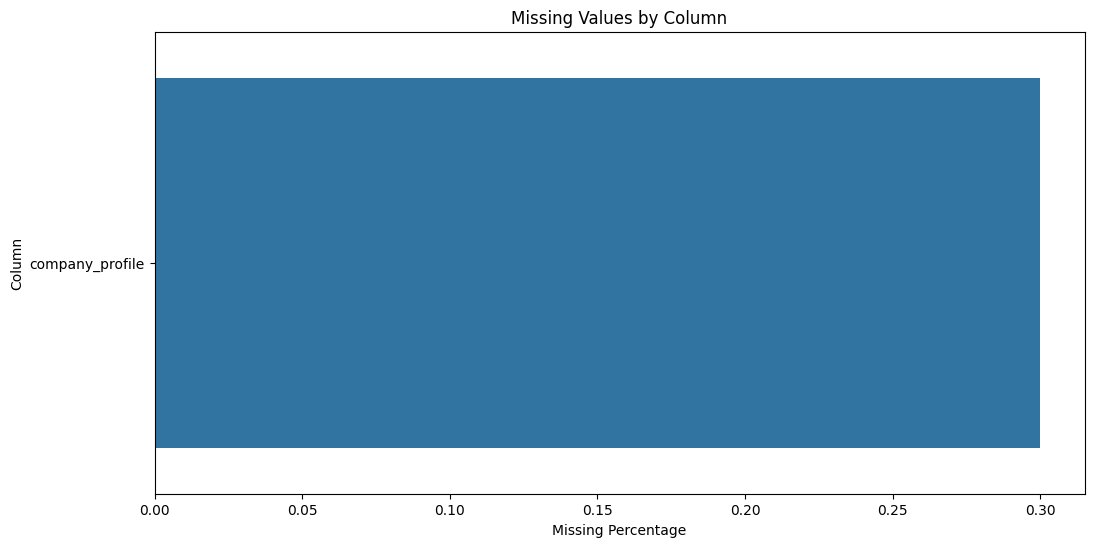 Missing Values by Column
Column
company_profile
0.00 0.05 0.10 0.15 0.20 0.25 0.30
Missing Percentage